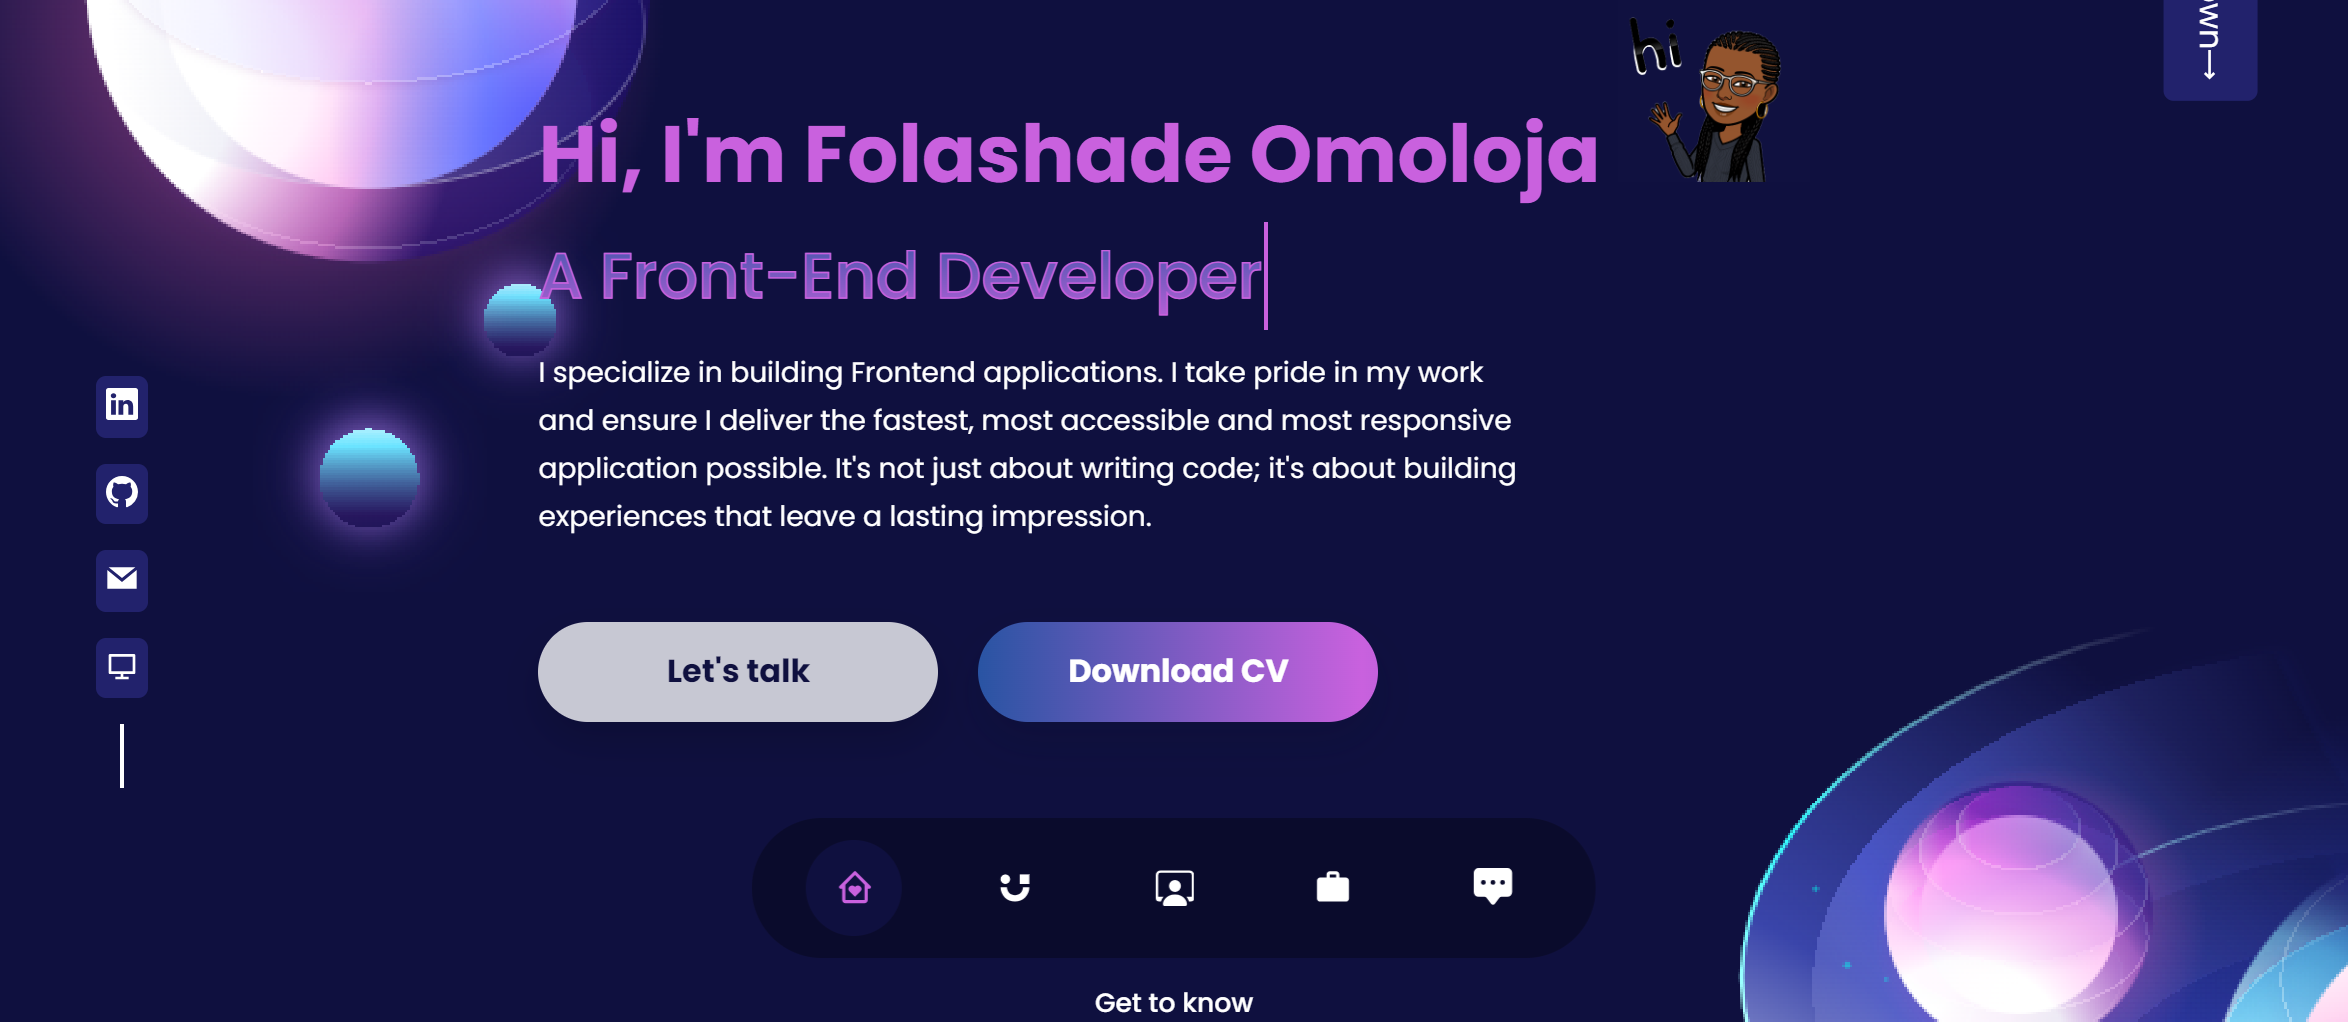 hi
own
Hi, I'm Folashade Omoloja
A Front-End Developer
I specialize in building Frontend applications. I take pride in my work
and ensure I deliver the fastest, most accessible and most responsive
application possible. It's not just about writing code; it's about building
experiences that leave a lasting impression.
in
Let's talk
Download CV
Get to know